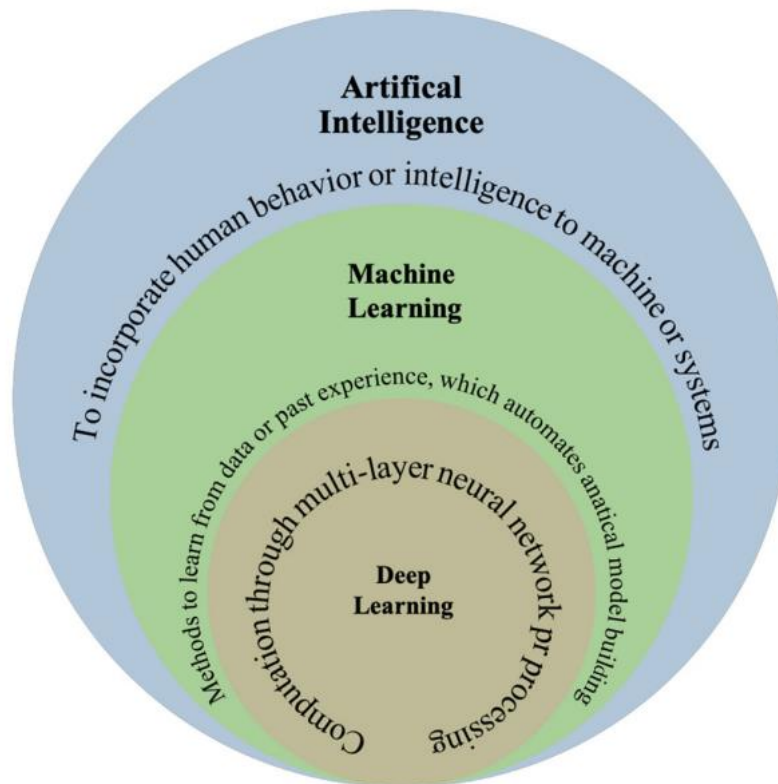 Artifical
Intelligence
To incorporate human behavior or intelligence to machine or systems
Machine
Learning
Methods to learn from data or past experience, which automates anatical model building
Deep
Learning
Computation through multi-layer neural network pr processing